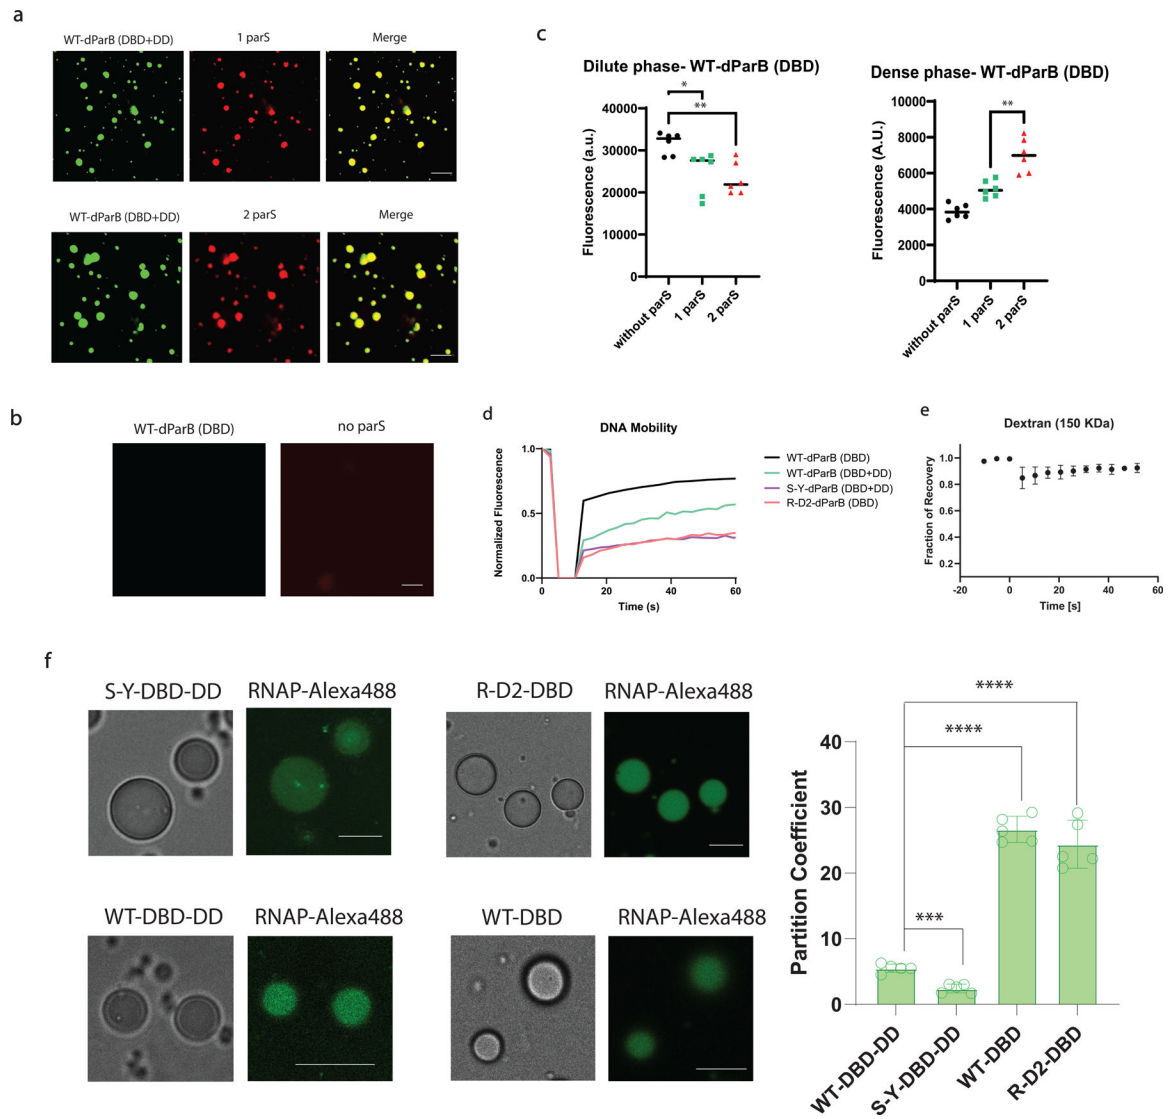 a
WT-dParB (DBD+DD)
1 parS
Merge
WT-dParB (DBD+DD)
2 parS
Merge
b
WT-dParB (DBD)
no parS
c
Dilute phase- WT-dParB (DBD)
*
**
40000
30000
20000
10000
0
Fluorescence (a.u.)
without parS
1 parS
2 parS
Dense phase- WT-dParB (DBD)
**
10000
8000
6000
4000
2000
0
Fluorescence (A.U.)
without parS
1 parS
2 parS
d
DNA Mobility
1.0
0.5
0.0
Normalized Fluorescence
0
20
40
60
Time (s)
WT-dParB (DBD)
WT-dParB (DBD+DD)
S-Y-dParB (DBD+DD)
R-D2-dParB (DBD)
e
Dextran (150 KDa)
1.0
0.8
0.6
0.4
0.2
Fraction of Recovery
-20
0
20
40
60
Time [s]
f
S-Y-DBD-DD
RNAP-Alexa488
R-D2-DBD
RNAP-Alexa488
WT-DBD-DD
RNAP-Alexa488
WT-DBD
RNAP-Alexa488
****
****
***
40
30
20
10
0
Partition Coefficient
WT-DBD-DD
S-Y-DBD-DD
WT-DBD
R-D2-DBD